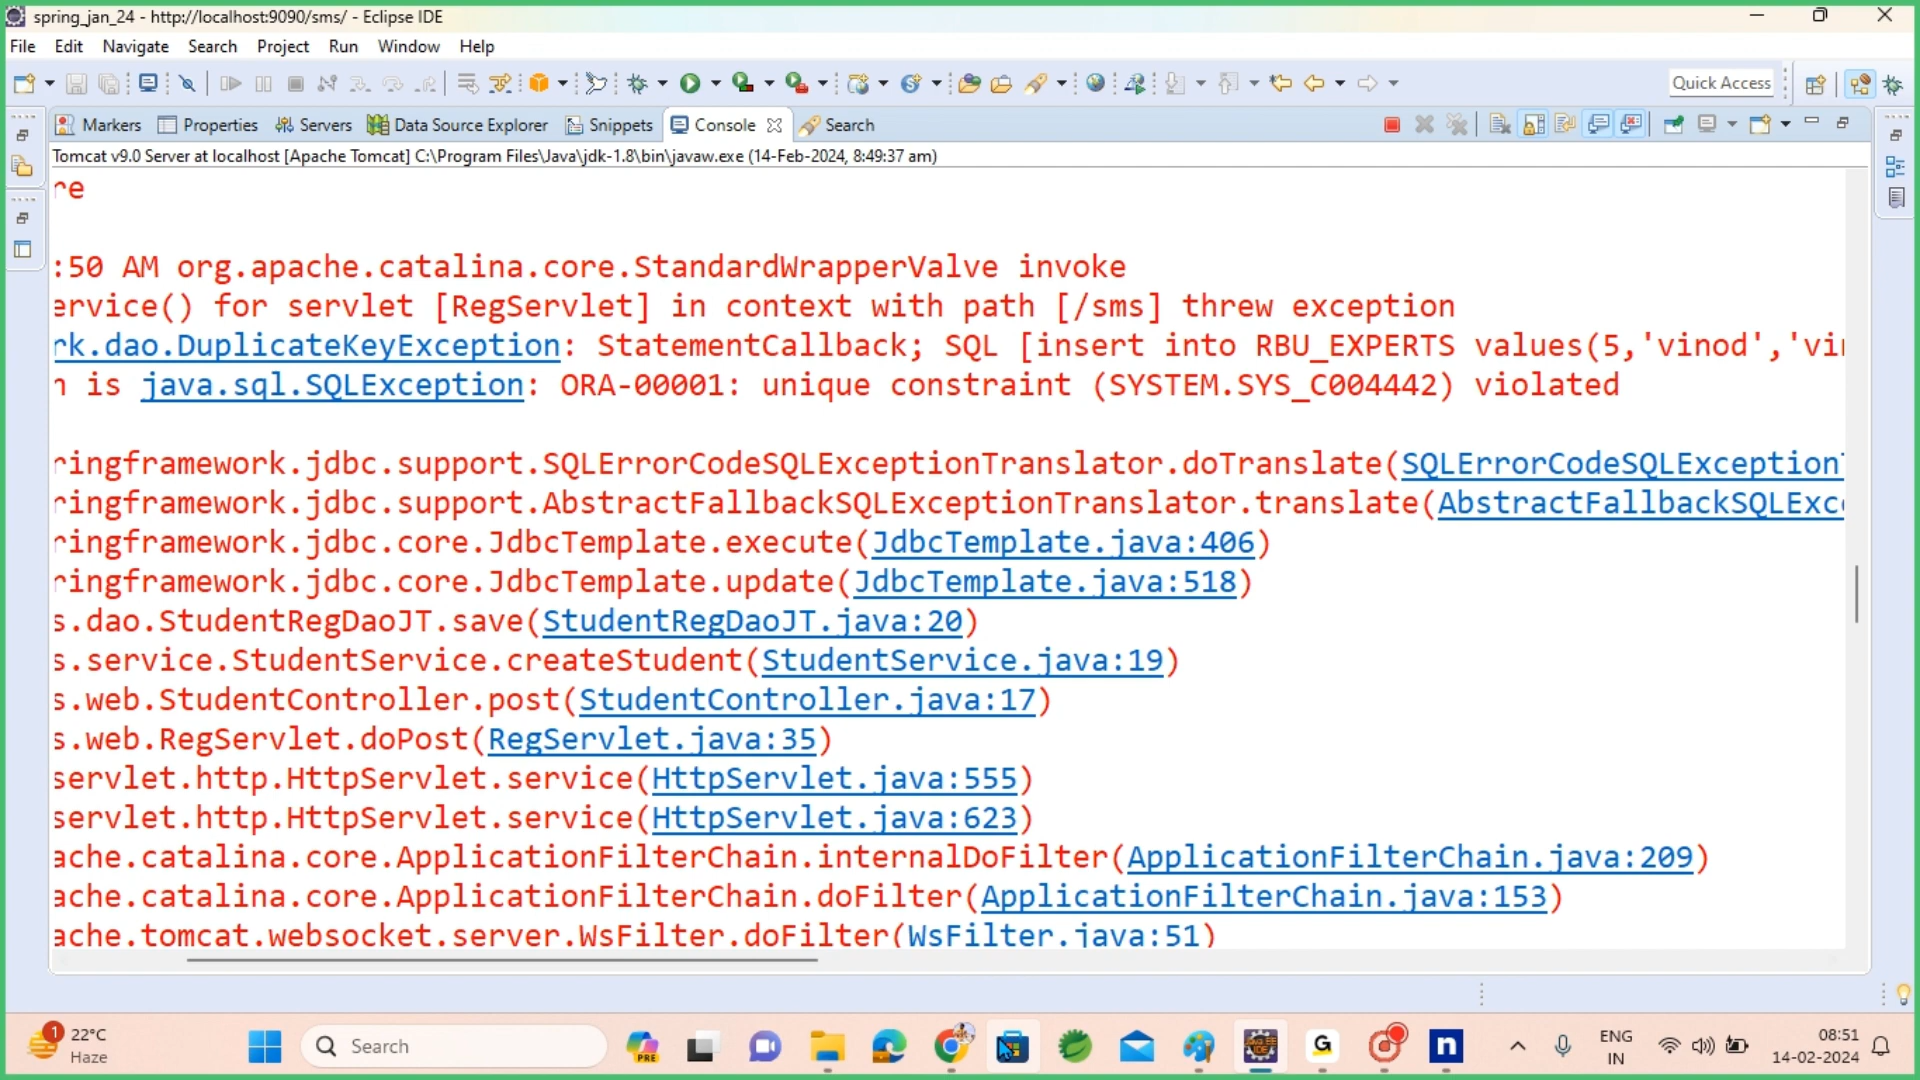 spring_jan_24 - http://localhost:9090/sms/ - Eclipse IDE
File Edit Navigate Search Project Run Window Help
Quick Access
Markers Properties Servers Data Source Explorer Snippets Console Search
Tomcat v9.0 Server at localhost [Apache Tomcat] C:\Program Files\Java\jdk-1.8\bin\javaw.exe (14-Feb-2024, 8:49:37 am)
re
:50 AM org.apache.catalina.core.StandardWrapperValve invoke
ervice() for servlet [RegServlet] in context with path [/sms] threw exception
rk.dao.DuplicateKeyException: StatementCallback; SQL [insert into RBU_EXPERTS values(5,'vinod','vin
n is java.sql.SQLException: ORA-00001: unique constraint (SYSTEM.SYS_C004442) violated
ringframework.jdbc.support.SQLErrorCodeSQLExceptionTranslator.doTranslate(SQLErrorCodeSQLExceptionT
ringframework.jdbc.support.AbstractFallbackSQLExceptionTranslator.translate(AbstractFallbackSQLExc
ringframework.jdbc.core.JdbcTemplate.execute(JdbcTemplate.java:406)
ringframework.jdbc.core.JdbcTemplate.update(JdbcTemplate.java:518)
s.dao.StudentRegDaoJT.save(StudentRegDaoJT.java:20)
s.service.StudentService.createStudent(StudentService.java:19)
s.web.StudentController.post(StudentController.java:17)
s.web.RegServlet.doPost(RegServlet.java:35)
servlet.http.HttpServlet.service(HttpServlet.java:555)
servlet.http.HttpServlet.service(HttpServlet.java:623)
ache.catalina.core.ApplicationFilterChain.internalDoFilter(ApplicationFilterChain.java:209)
ache.catalina.core.ApplicationFilterChain.doFilter(ApplicationFilterChain.java:153)
ache.tomcat.websocket.server.WsFilter.doFilter(WsFilter.java:51)
1 22°C
Haze
Search
PRE
G
n
ENG
IN
08:51
14-02-2024